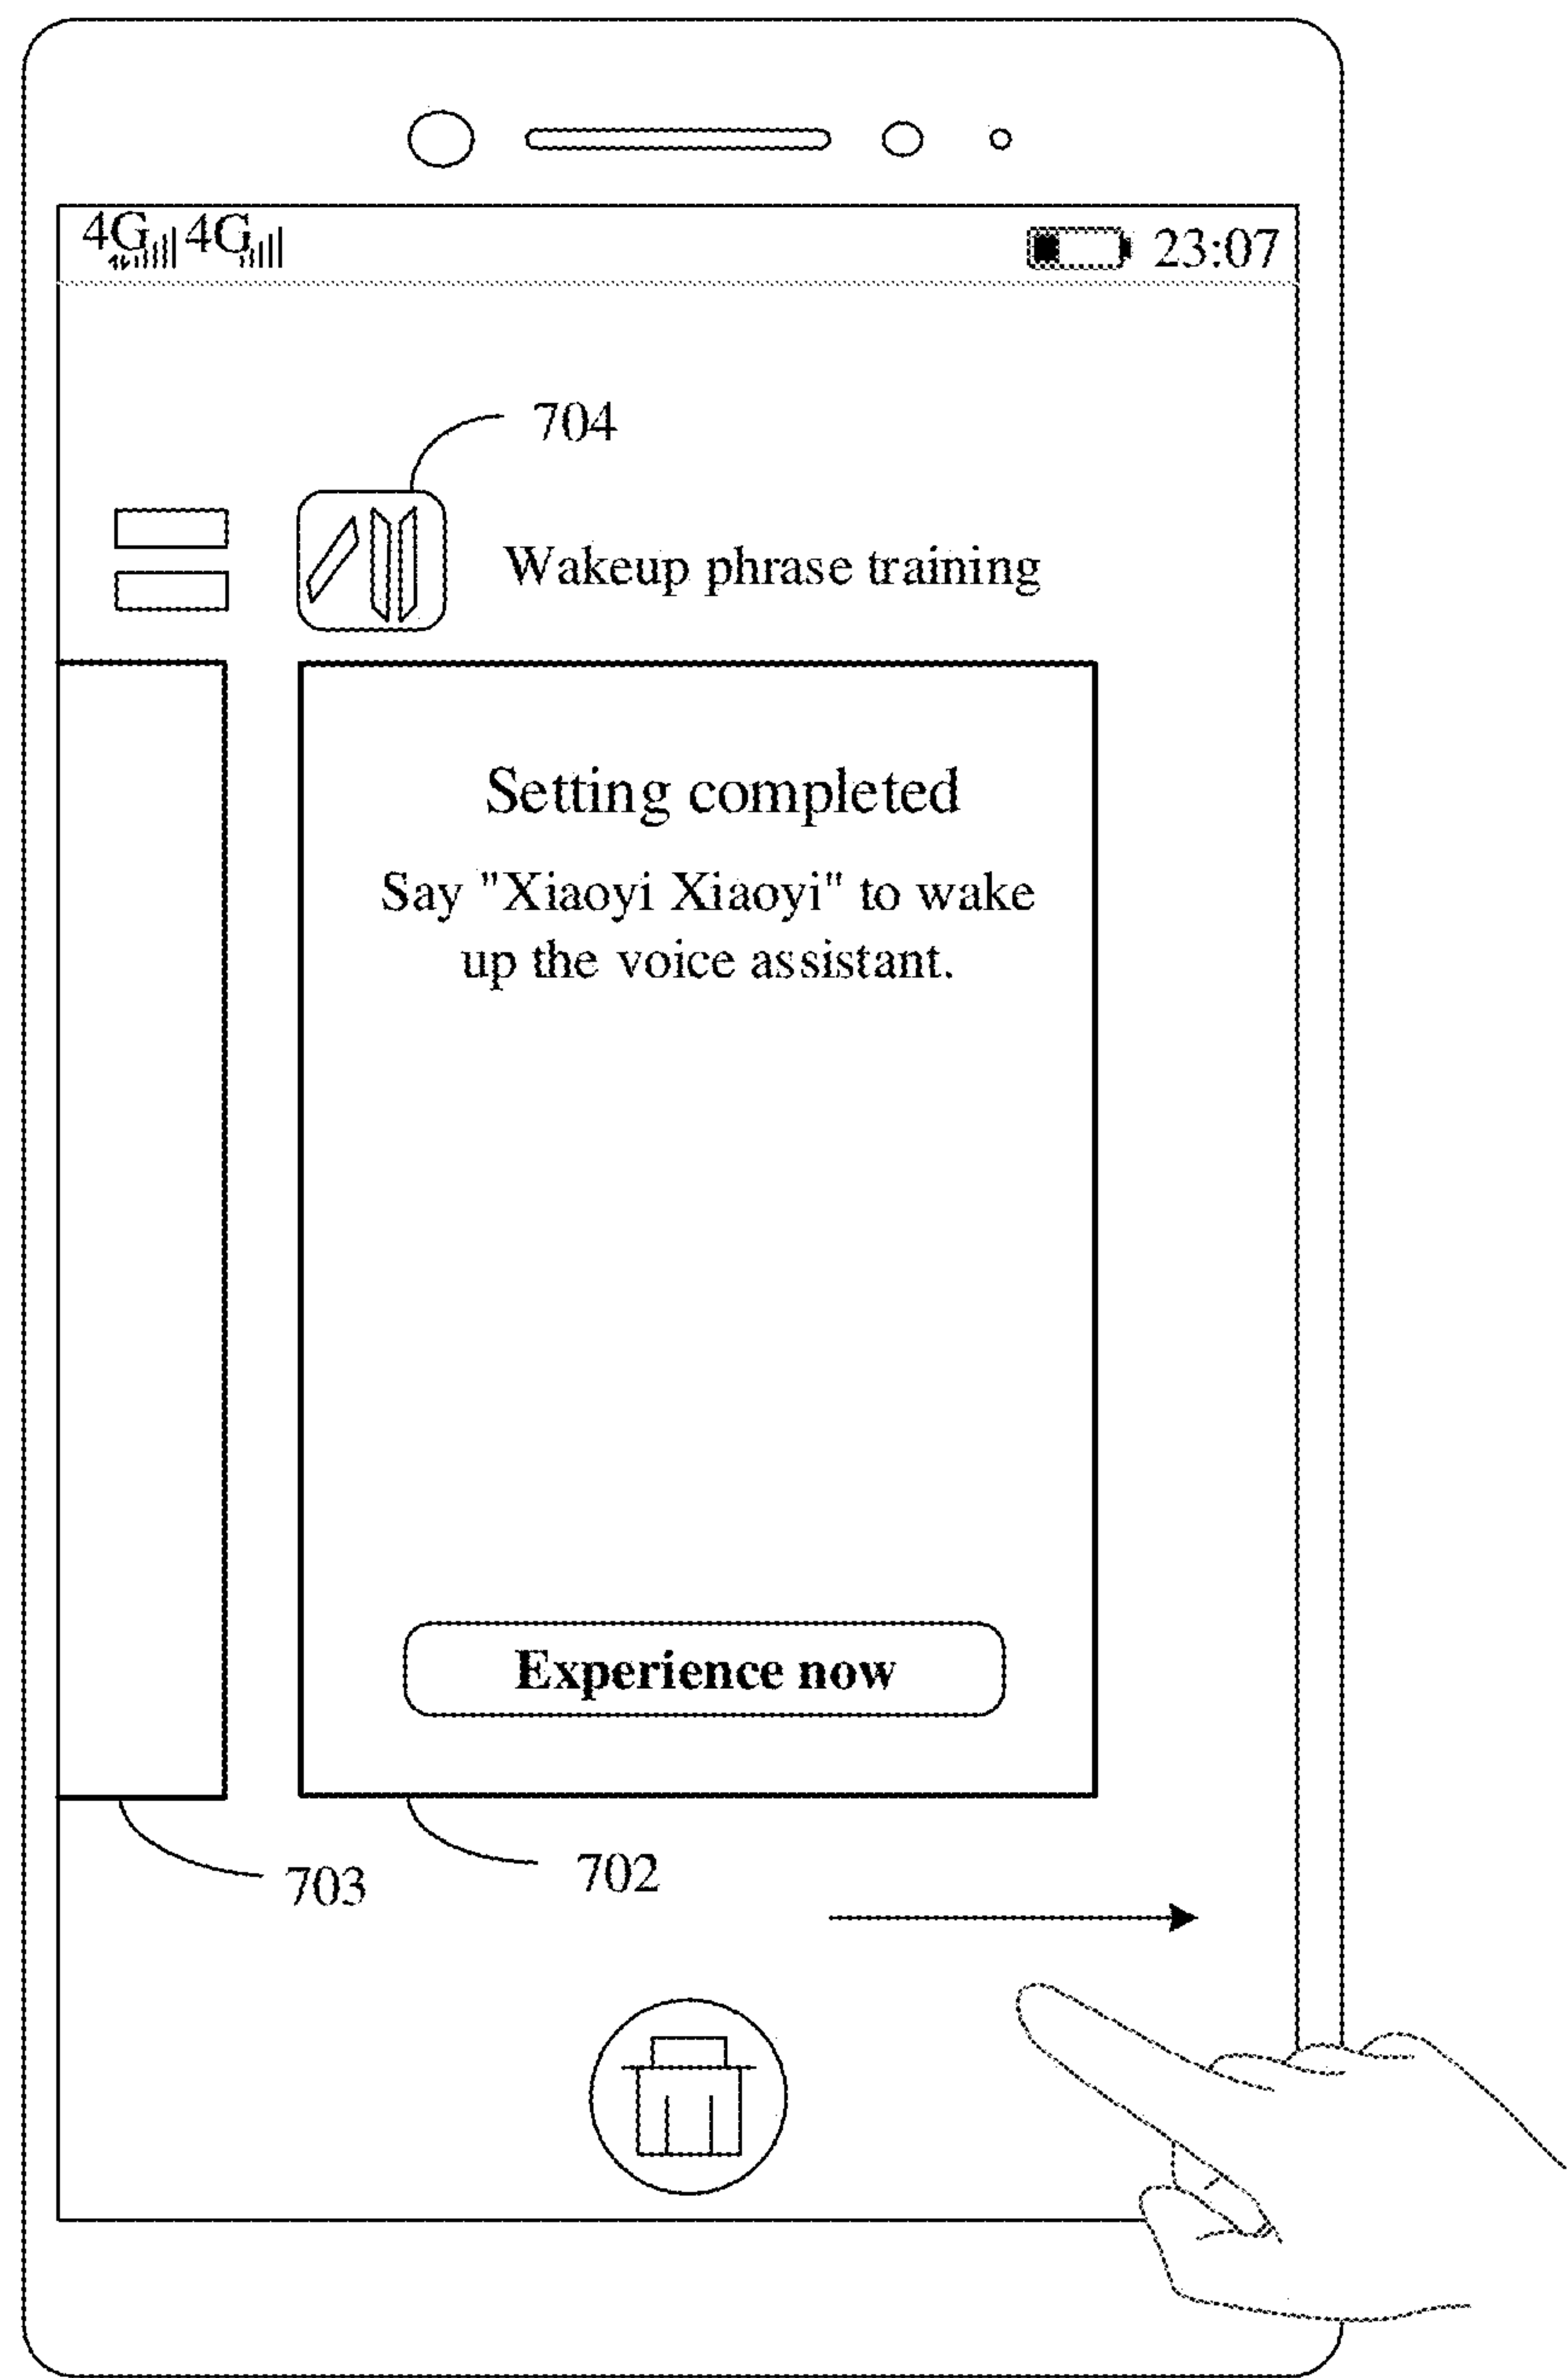 4G 4G 23:07
704
Wakeup phrase training
Setting completed
Say "Xiaoyi Xiaoyi" to wake
up the voice assistant.
Experience now
703
702